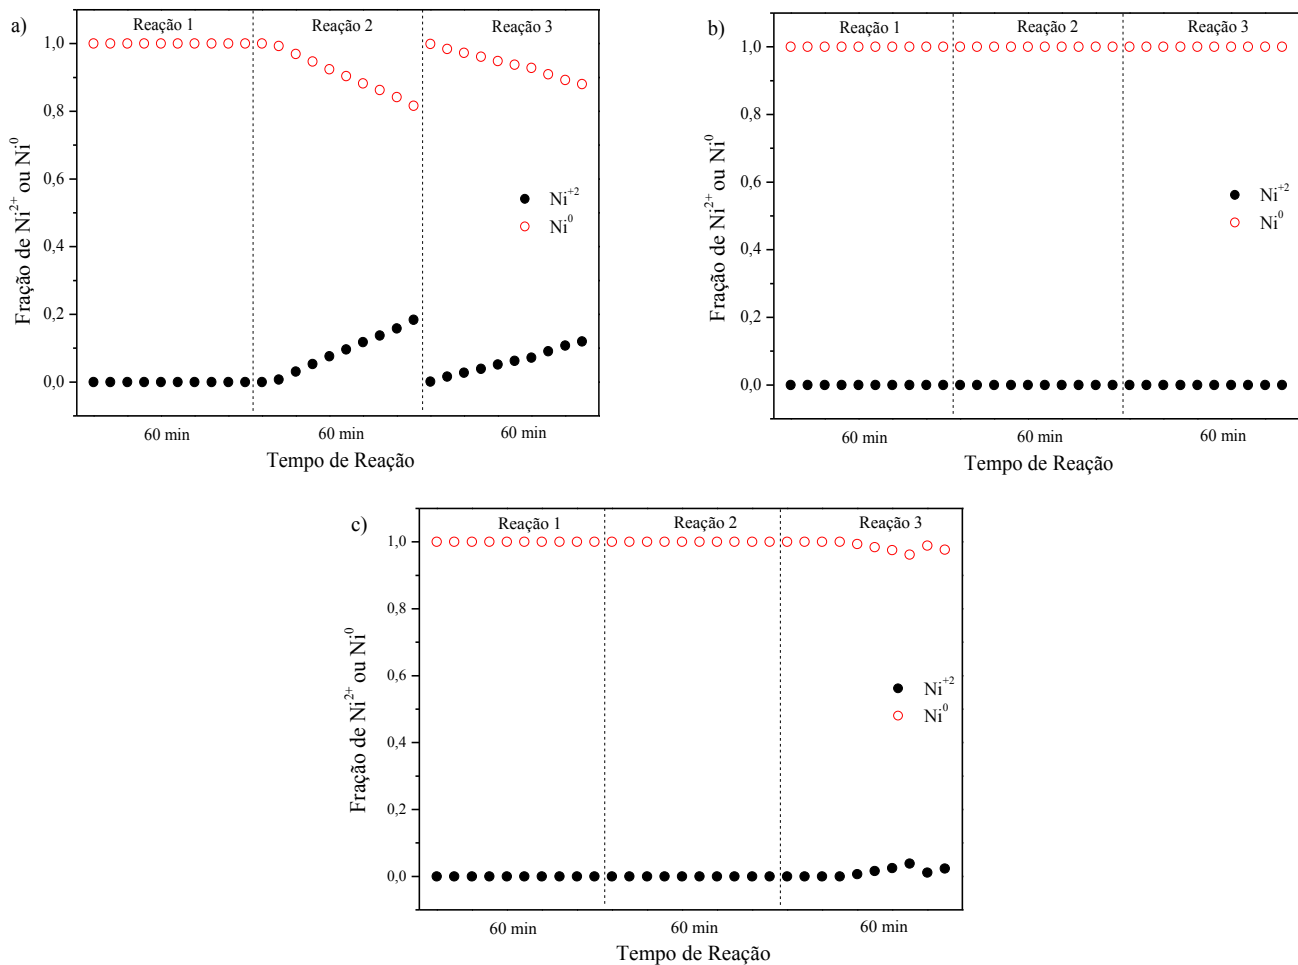 a)
Reação 1
Reação 2
Reação 3
1,0
0,8
0,6
0,4
0,2
0,0
Fração de Ni²⁺ ou Ni⁰
Ni⁺²
Ni⁰
60 min
60 min
60 min
Tempo de Reação
b)
Reação 1
Reação 2
Reação 3
1,0
0,8
0,6
0,4
0,2
0,0
Fração de Ni²⁺ ou Ni⁰
Ni⁺²
Ni⁰
60 min
60 min
60 min
Tempo de Reação
c)
Reação 1
Reação 2
Reação 3
1,0
0,8
0,6
0,4
0,2
0,0
Fração de Ni²⁺ ou Ni⁰
Ni⁺²
Ni⁰
60 min
60 min
60 min
Tempo de Reação